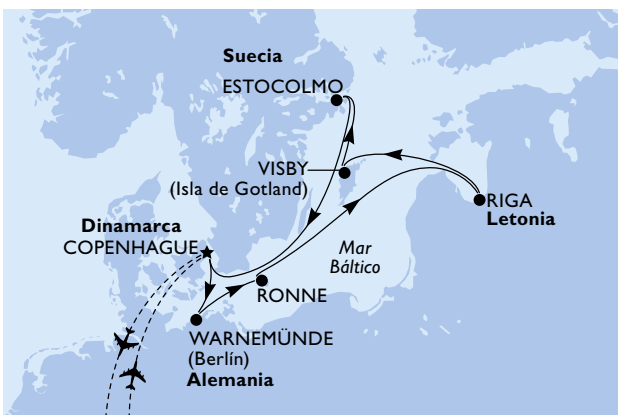 Suecia
ESTOCOLMO
VISBY
(Isla de Gotland)
RIGA
Letonia
Dinamarca
COPENHAGUE
Mar
Báltico
RONNE
WARNEMÜNDE
(Berlín)
Alemania